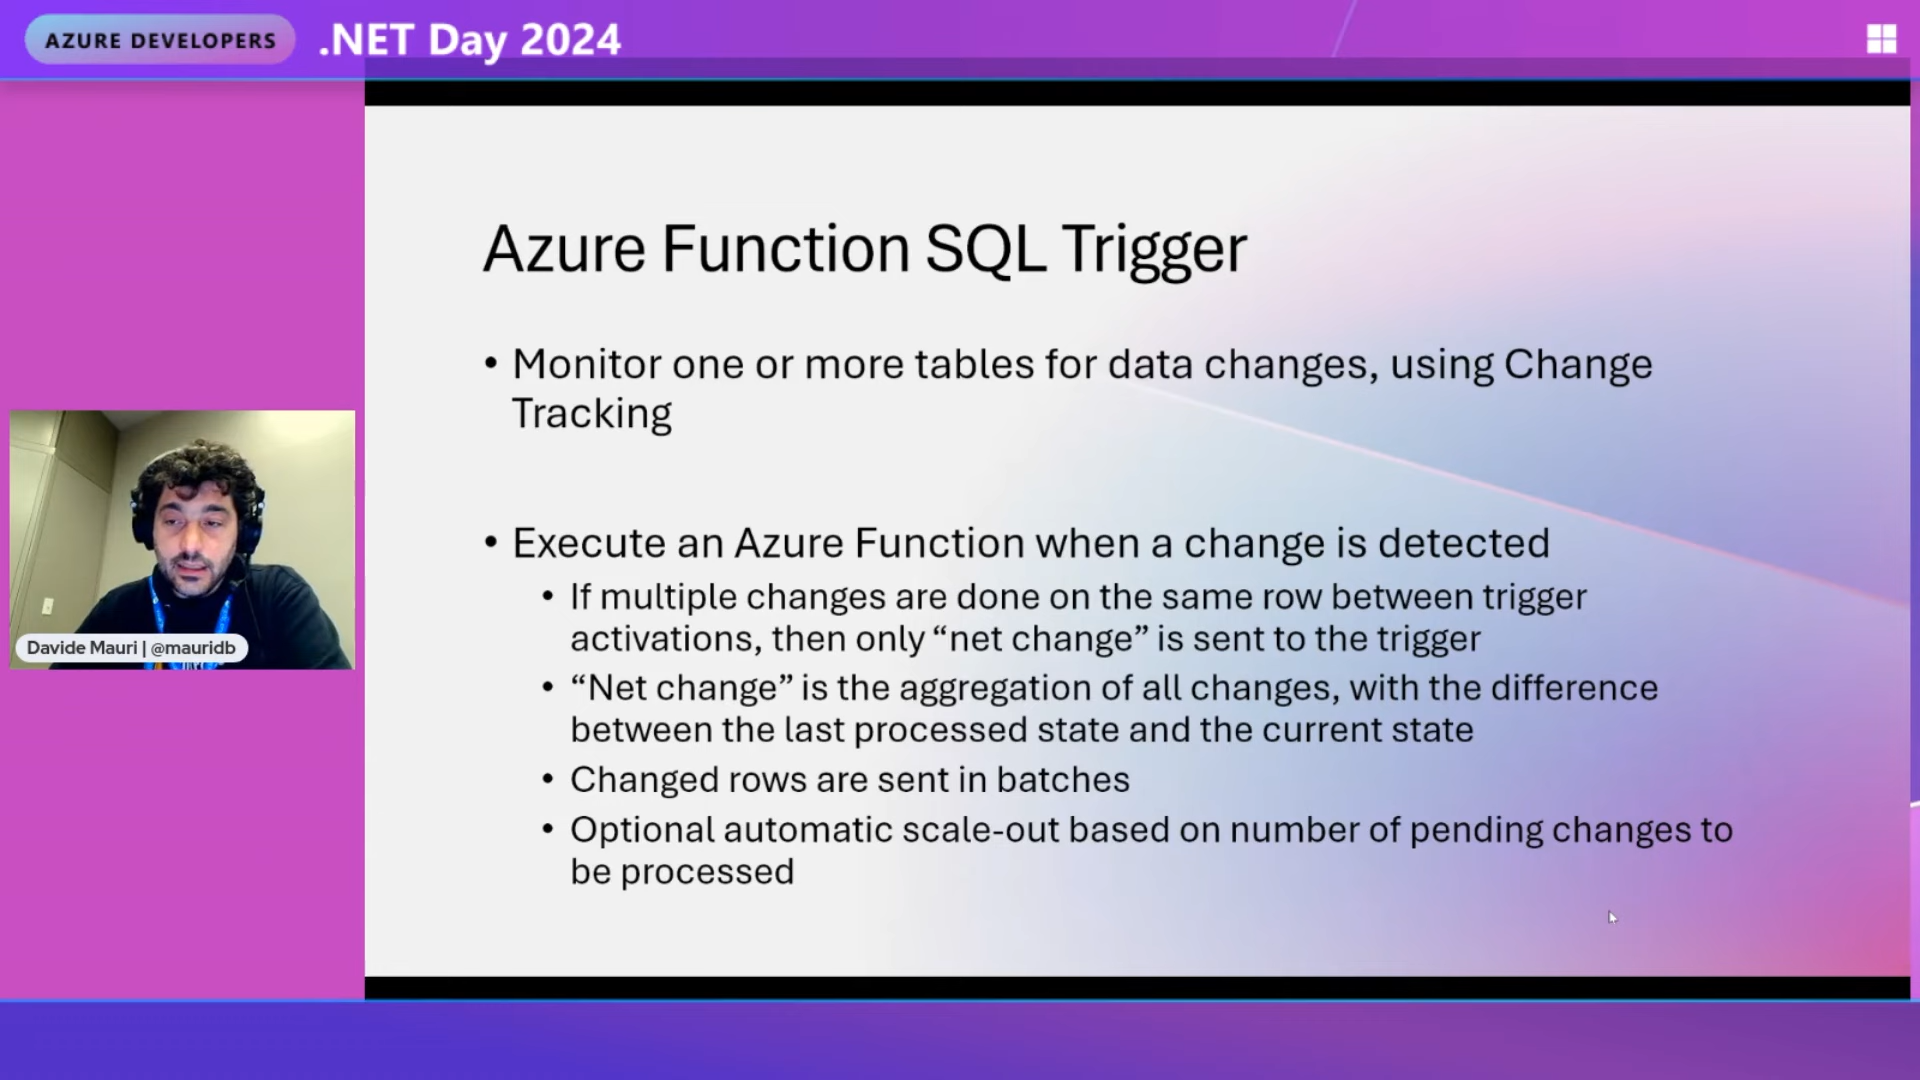 AZURE DEVELOPERS
.NET Day 2024
Azure Function SQL Trigger
• Monitor one or more tables for data changes, using Change
Tracking
• Execute an Azure Function when a change is detected
• If multiple changes are done on the same row between trigger
activations, then only “net change” is sent to the trigger
• “Net change” is the aggregation of all changes, with the difference
between the last processed state and the current state
• Changed rows are sent in batches
• Optional automatic scale-out based on number of pending changes to
be processed
Davide Mauri | @mauridb